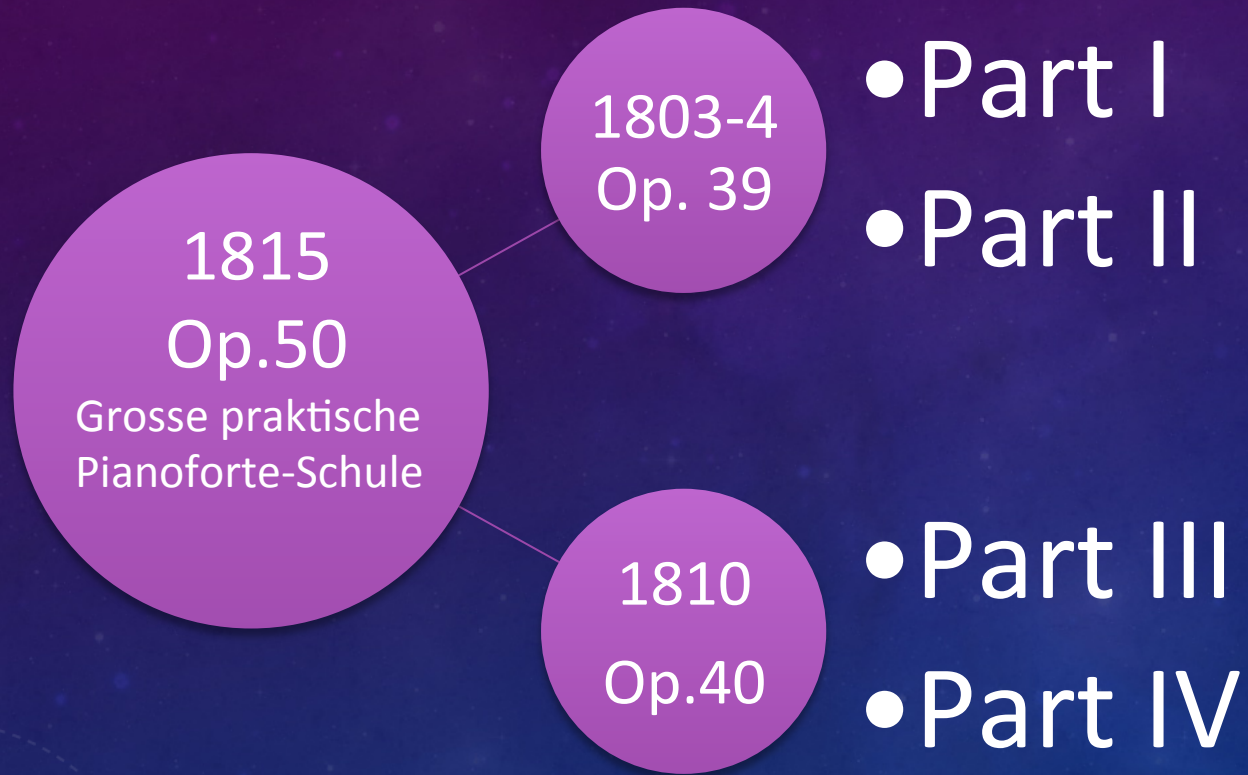 1815
Op.50
Grosse praktische
Pianoforte-Schule
1803-4
Op. 39
•Part I
•Part II
1810
Op.40
•Part III
•Part IV